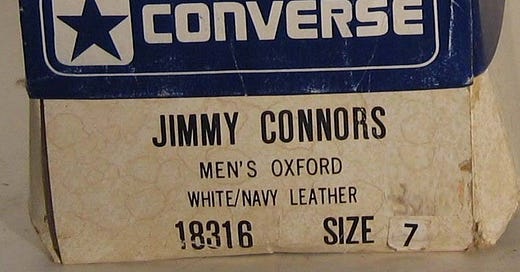 CONVERSE
JIMMY CONNORS
MEN'S OXFORD
WHITE/NAVY LEATHER
18316 SIZE 7